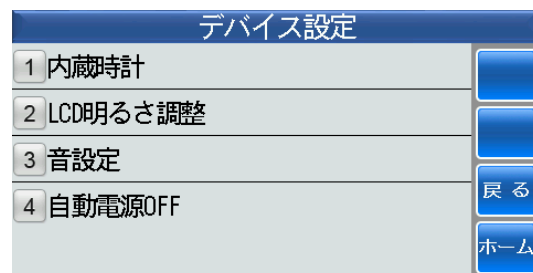 デバイス設定
1 内蔵時計
2 LCD明るさ調整
3 音設定
4 自動電源OFF
戻る
ホーム